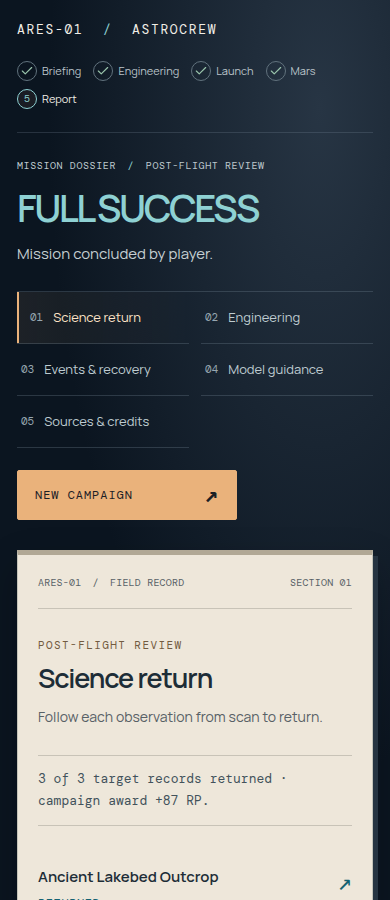 ARES-01 / ASTROCREW
Briefing Engineering Launch Mars
5 Report
MISSION DOSSIER / POST-FLIGHT REVIEW
FULL SUCCESS
Mission concluded by player.
01 Science return
02 Engineering
03 Events & recovery
04 Model guidance
05 Sources & credits
NEW CAMPAIGN ↗
ARES-01 / FIELD RECORD SECTION 01
POST-FLIGHT REVIEW
Science return
Follow each observation from scan to return.
3 of 3 target records returned ·
campaign award +87 RP.
Ancient Lakebed Outcrop ↗